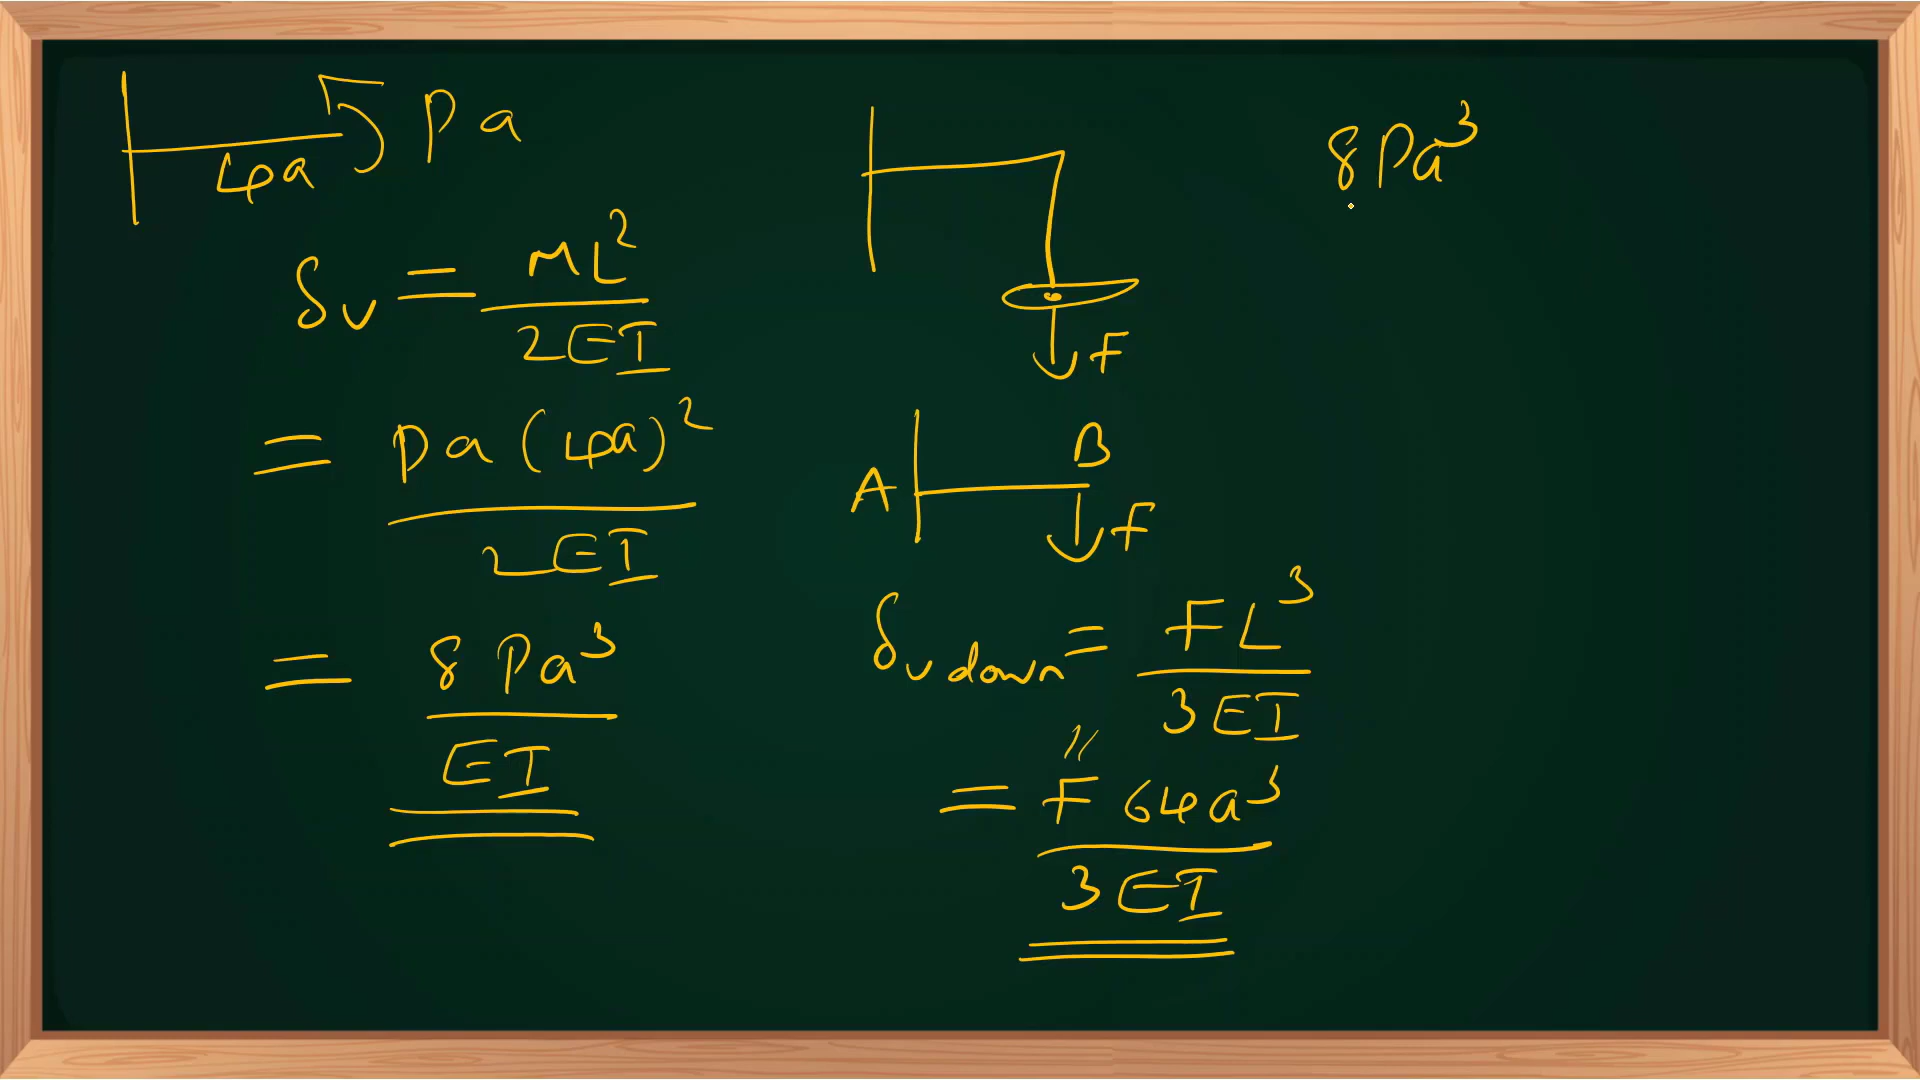 Pa
4a
δv = ML²
2EI
= Pa(4a)²
2EI
= 8Pa³
EI
F
A B
F
δv down = FL³
3EI
= F 64a³
3EI
8Pa³